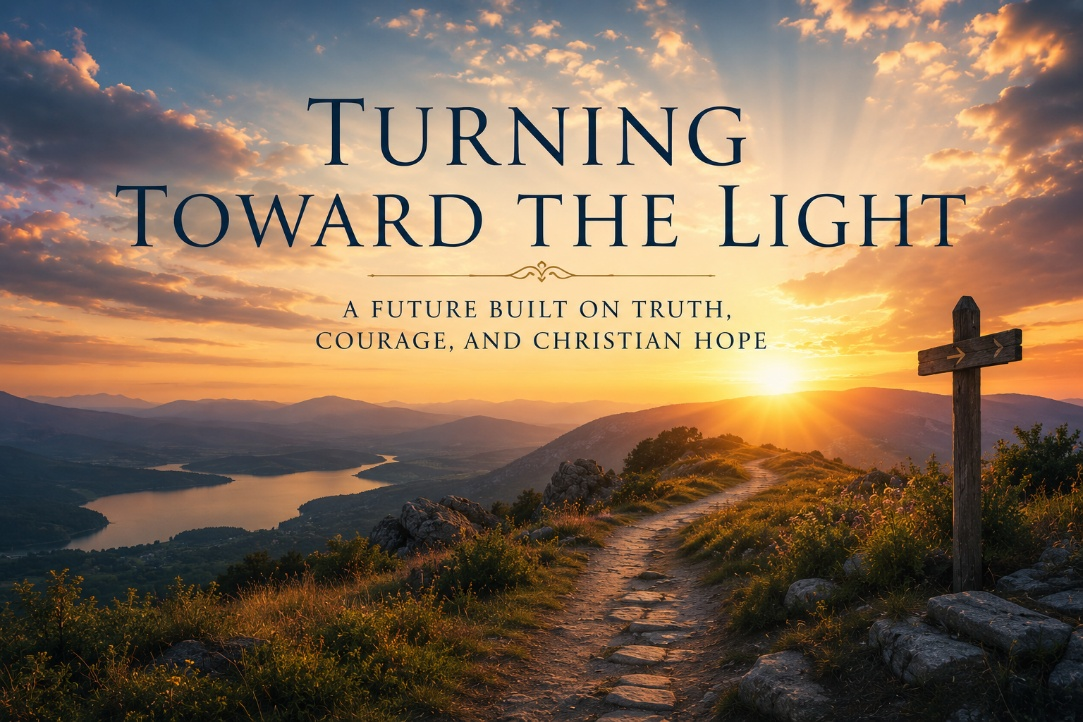 TURNING
TOWARD THE LIGHT
A FUTURE BUILT ON TRUTH,
COURAGE, AND CHRISTIAN HOPE